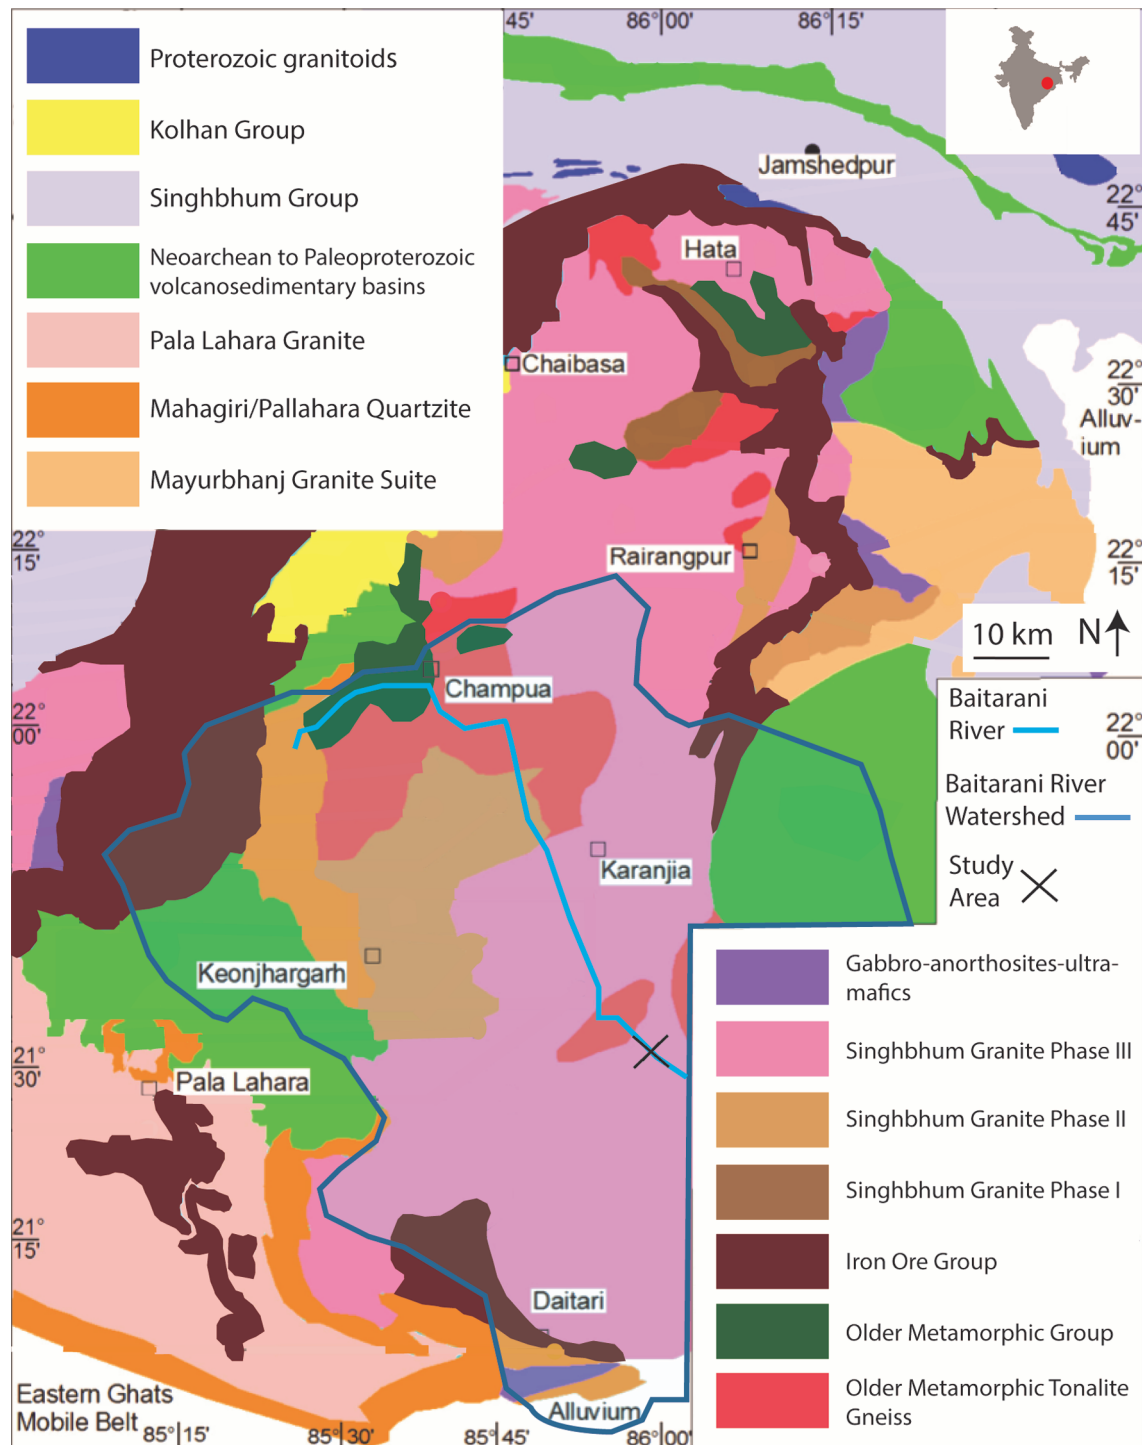 45'
86°00'
86°15'
Proterozoic granitoids
Kolhan Group
Singhbhum Group
Neoarchean to Paleoproterozoic
volcanosedimentary basins
Pala Lahara Granite
Mahagiri/Pallahara Quartzite
Mayurbhanj Granite Suite
Jamshedpur
22°
45'
Hata
Chaibasa
22°
30'
Alluv-
ium
22°
15'
Rairangpur
22°
15'
10 km
N
Champua
22°
00'
22°
00'
Baitarani
River
Baitarani River
Watershed
Study
Area
Karanjia
Keonjhargarh
21°
30'
Pala Lahara
21°
15'
Daitari
Eastern Ghats
Mobile Belt
Alluvium
85°15'
85°30'
85°45'
86°00'
Gabbro-anorthosites-ultra-
mafics
Singhbhum Granite Phase III
Singhbhum Granite Phase II
Singhbhum Granite Phase I
Iron Ore Group
Older Metamorphic Group
Older Metamorphic Tonalite
Gneiss